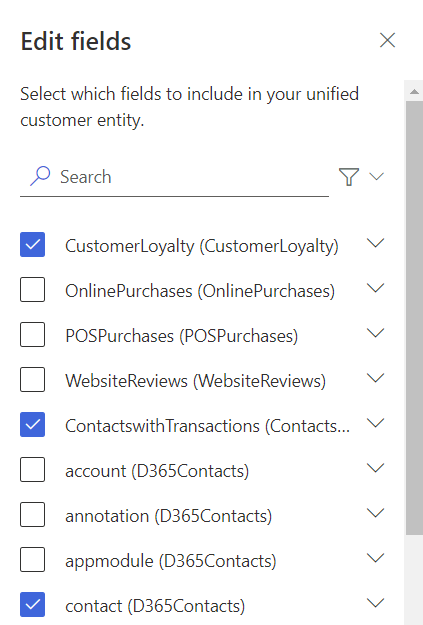 Edit fields
Select which fields to include in your unified
customer entity.
Search
CustomerLoyalty (CustomerLoyalty)
OnlinePurchases (OnlinePurchases)
POSPurchases (POSPurchases)
WebsiteReviews (WebsiteReviews)
ContactswithTransactions (Contacts...
account (D365Contacts)
annotation (D365Contacts)
appmodule (D365Contacts)
contact (D365Contacts)